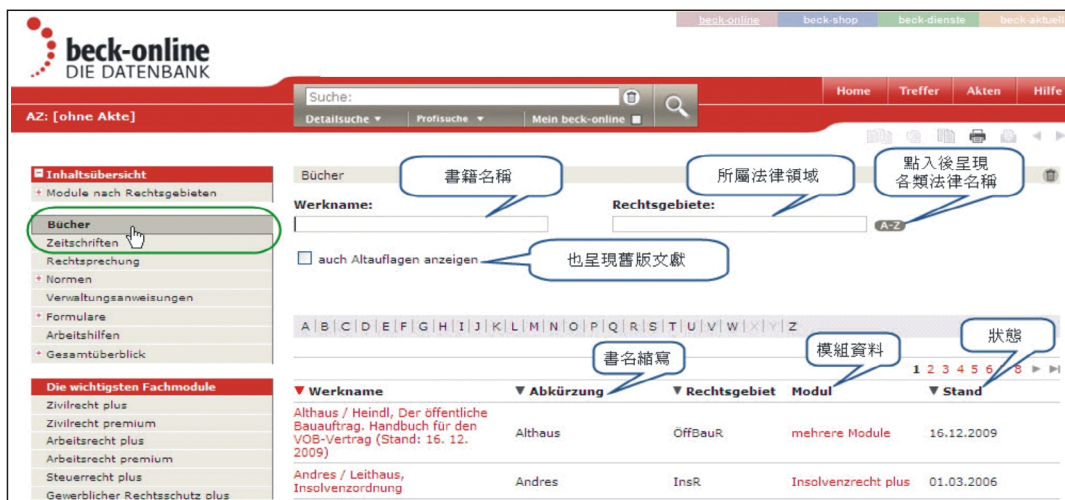 beck-online
beck-shop
beck-dienste
beck-aktuell
beck-online
DIE DATENBANK
Suche:
Home
Treffer
Akten
Hilfe
AZ: [ohne Akte]
Detailsuche
Profisuche
Mein beck-online
Inhaltsübersicht
+ Module nach Rechtsgebieten
Bücher
Zeitschriften
Rechtsprechung
+ Normen
Verwaltungsanweisungen
+ Formulare
Arbeitshilfen
+ Gesamtüberblick
Die wichtigsten Fachmodule
Zivilrecht plus
Zivilrecht premium
Arbeitsrecht plus
Arbeitsrecht premium
Steuerrecht plus
Gewerblicher Rechtsschutz plus
Bücher
書籍名稱
所屬法律領域
點入後呈現
各類法律名稱
Werkname:
Rechtsgebiete:
A-Z
auch Altauflagen anzeigen
也呈現舊版文獻
A|B|C|D|E|F|G|H|I|J|K|L|M|N|O|P|Q|R|S|T|U|V|W|X|Y|Z
書名縮寫
模組資料
狀態
1 2 3 4 5 6 8
Werkname
Abkürzung
Rechtsgebiet
Modul
Stand
Althaus / Heindl, Der öffentliche
Bauauftrag. Handbuch für den
VOB-Vertrag (Stand: 16. 12.
2009)
Althaus
ÖffBauR
mehrere Module
16.12.2009
Andres / Leithaus,
Insolvenzordnung
Andres
InsR
Insolvenzrecht plus
01.03.2006